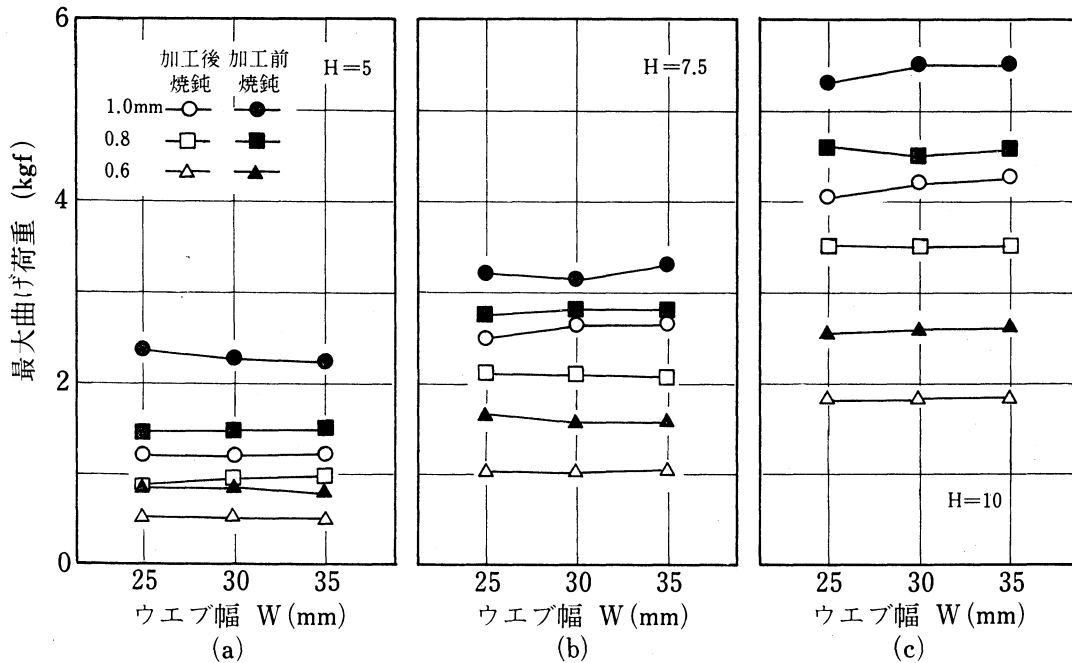 最大曲げ荷重 (kgf)
6
4
2
0
加工後 加工前
焼鈍 焼鈍
1.0mm
0.8
0.6
H=5
25 30 35
ウエブ幅 W(mm)
(a)
H=7.5
25 30 35
ウエブ幅 W(mm)
(b)
H=10
25 30 35
ウエブ幅 W(mm)
(c)